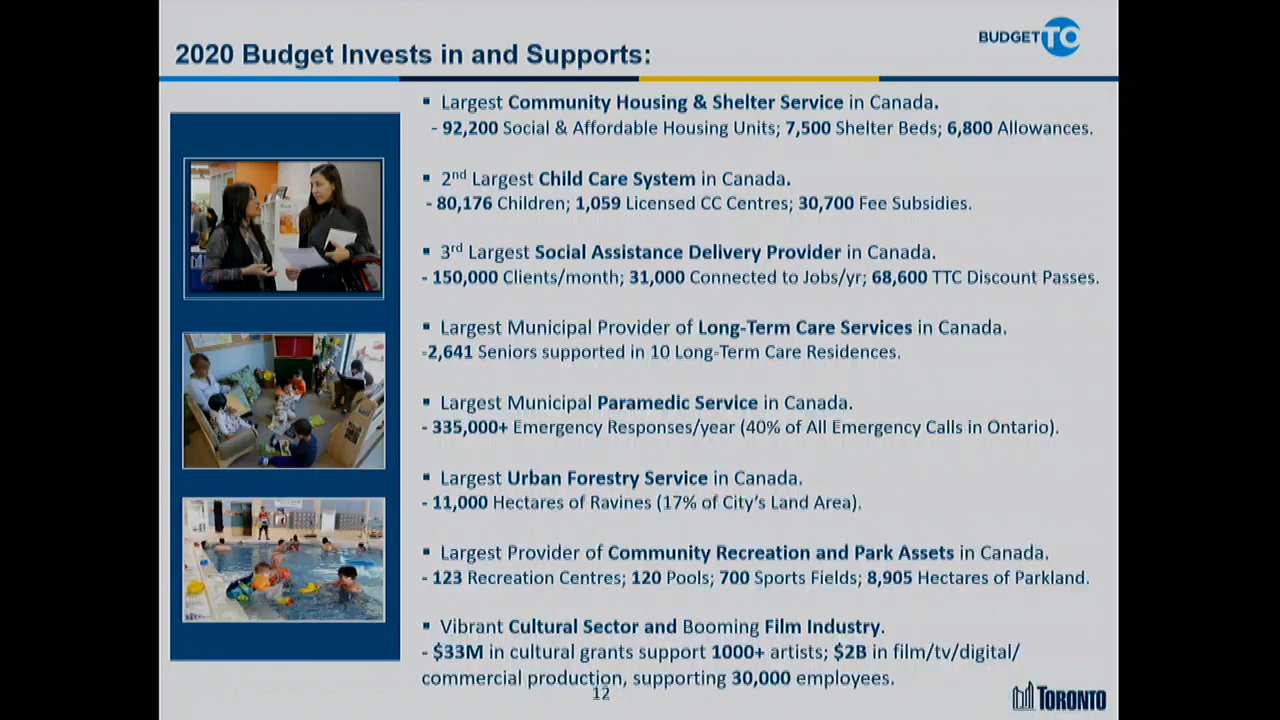 2020 Budget Invests in and Supports:
BUDGETTO
▪ Largest Community Housing & Shelter Service in Canada.
- 92,200 Social & Affordable Housing Units; 7,500 Shelter Beds; 6,800 Allowances.
▪ 2nd Largest Child Care System in Canada.
- 80,176 Children; 1,059 Licensed CC Centres; 30,700 Fee Subsidies.
▪ 3rd Largest Social Assistance Delivery Provider in Canada.
- 150,000 Clients/month; 31,000 Connected to Jobs/yr; 68,600 TTC Discount Passes.
▪ Largest Municipal Provider of Long-Term Care Services in Canada.
-2,641 Seniors supported in 10 Long-Term Care Residences.
▪ Largest Municipal Paramedic Service in Canada.
- 335,000+ Emergency Responses/year (40% of All Emergency Calls in Ontario).
▪ Largest Urban Forestry Service in Canada.
- 11,000 Hectares of Ravines (17% of City's Land Area).
▪ Largest Provider of Community Recreation and Park Assets in Canada.
- 123 Recreation Centres; 120 Pools; 700 Sports Fields; 8,905 Hectares of Parkland.
▪ Vibrant Cultural Sector and Booming Film Industry.
- $33M in cultural grants support 1000+ artists; $2B in film/tv/digital/
commercial production, supporting 30,000 employees.
12
TORONTO